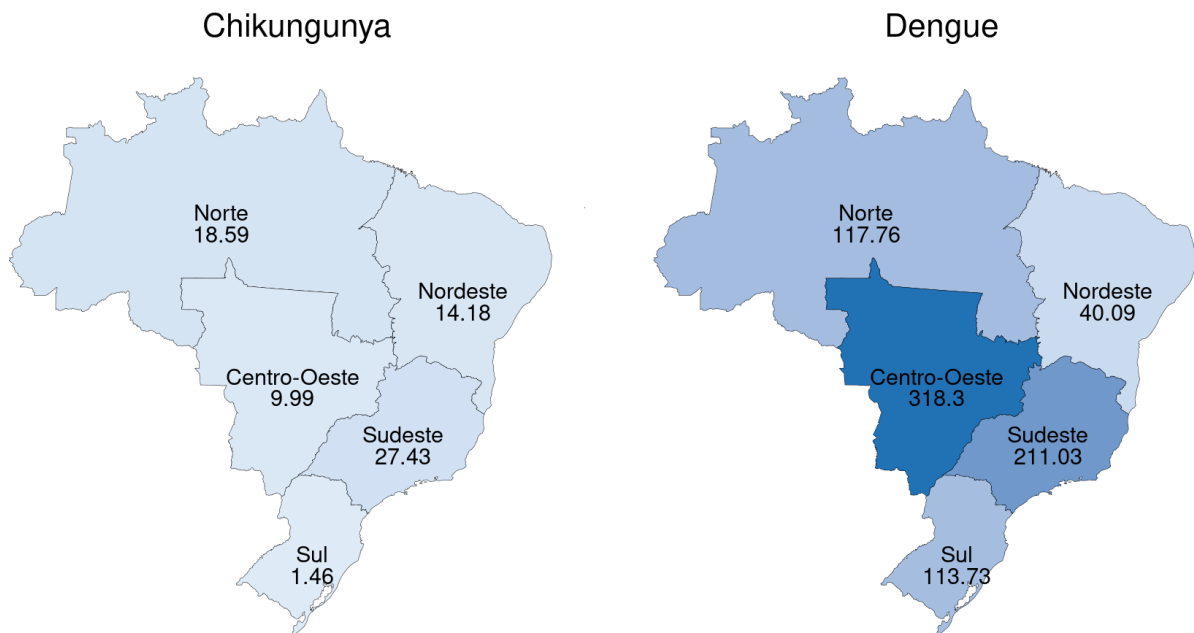 Chikungunya
Norte
18.59
Nordeste
14.18
Centro-Oeste
9.99
Sudeste
27.43
Sul
1.46
Dengue
Norte
117.76
Nordeste
40.09
Centro-Oeste
318.3
Sudeste
211.03
Sul
113.73